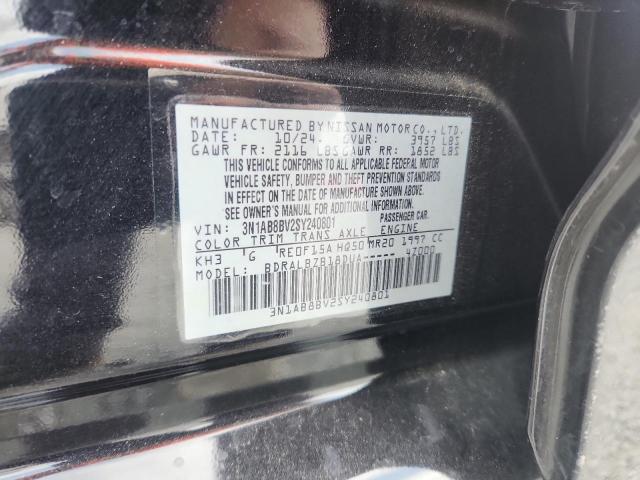 MANUFACTURED BY NISSAN MOTOR CO., LTD.
DATE: 10/24 GVWR: 3957 LBS
GAWR FR: 2116 LBS GAWR RR: 1852 LBS
THIS VEHICLE CONFORMS TO ALL APPLICABLE FEDERAL MOTOR
VEHICLE SAFETY, BUMPER AND THEFT PREVENTION STANDARDS
IN EFFECT ON THE DATE OF MANUFACTURE SHOWN ABOVE.
SEE OWNER'S MANUAL FOR ADDITIONAL INFORMATION.
VIN: 3N1AB8BV2SY240801 PASSENGER CAR
COLOR TRIM TRANS AXLE ENGINE
KH3 G RE0F15A HQ50 MR20 1997 CC
MODEL: BDRALBZB18DUA----- 47000
3N1AB8BV2SY240801